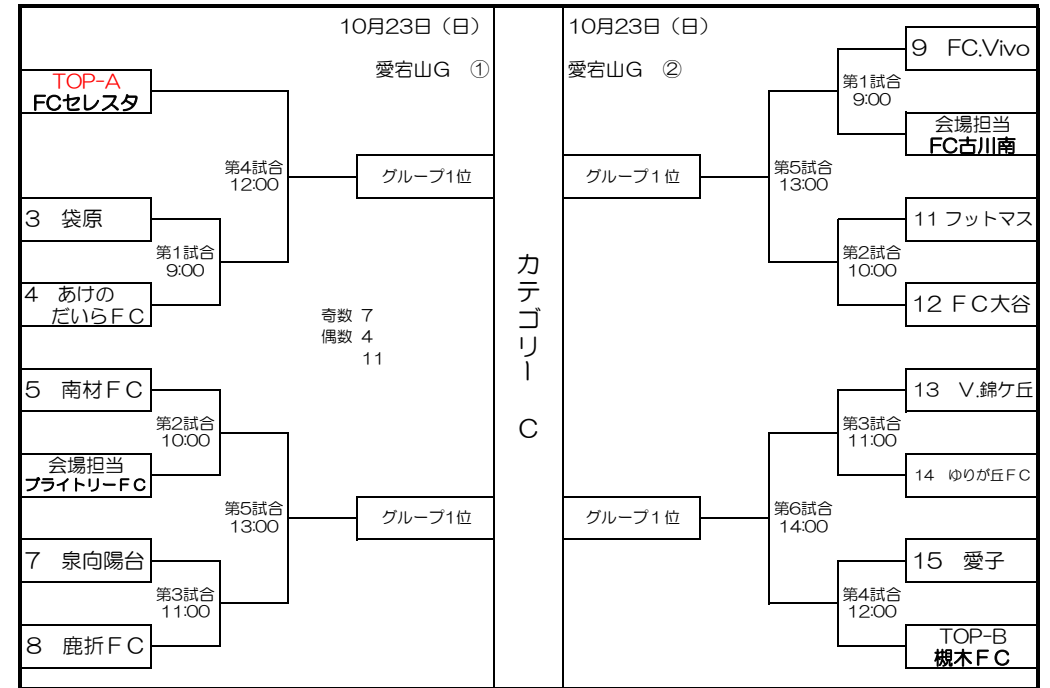 10月23日（日）
愛宕山G　①
TOP-A
FCセレスタ
第4試合
12:00
グループ1位
3　袋原
第1試合
9:00
4　あけの
だいらＦＣ
奇数 7
偶数 4
11
5　南材ＦＣ
第2試合
10:00
会場担当
ブライトリーＦＣ
第5試合
13:00
グループ1位
7　泉向陽台
第3試合
11:00
8　鹿折ＦＣ
カテゴリー　C
10月23日（日）
愛宕山G　②
9　FC.Vivo
第1試合
9:00
会場担当
FC古川南
グループ1位
第5試合
13:00
11 フットマス
第2試合
10:00
12 ＦＣ大谷
13　V.錦ケ丘
第3試合
11:00
14　ゆりが丘ＦＣ
グループ1位
第6試合
14:00
15　愛子
第4試合
12:00
TOP-B
槻木ＦＣ